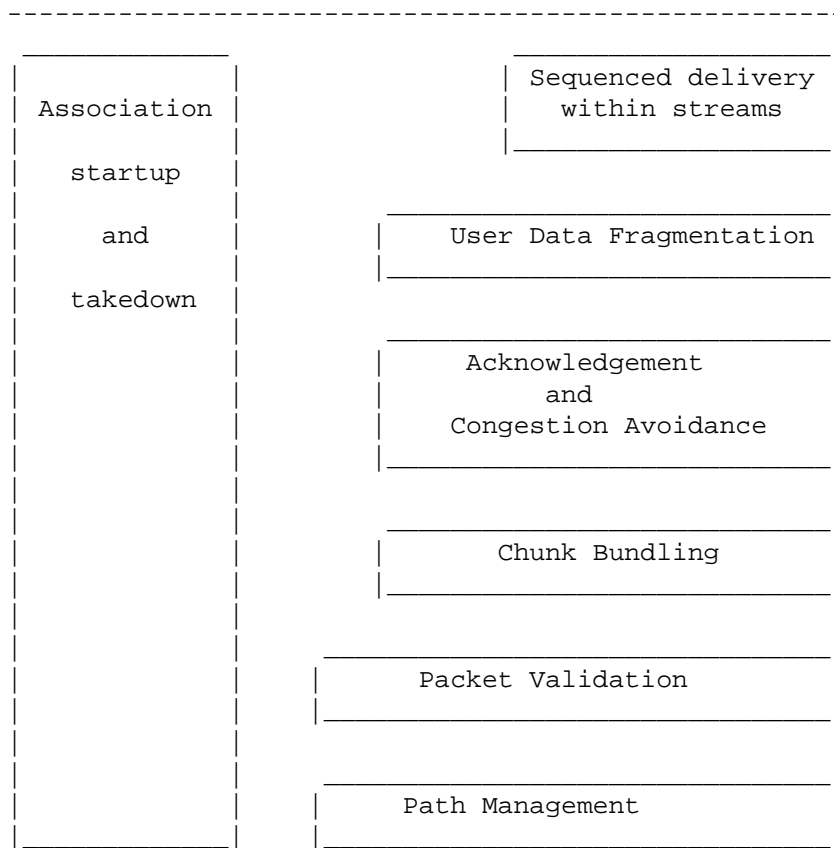 Sequenced delivery
Association within streams
startup
and User Data Fragmentation
takedown
Acknowledgement
and
Congestion Avoidance
Chunk Bundling
Packet Validation
Path Management